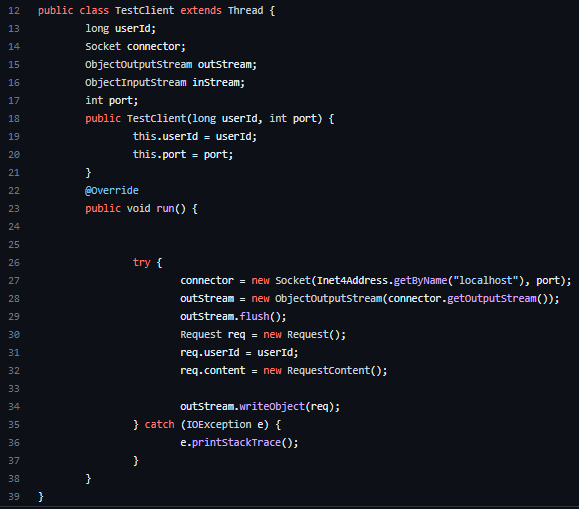 12 public class TestClient extends Thread {
13 long userId;
14 Socket connector;
15 ObjectOutputStream outStream;
16 ObjectInputStream inStream;
17 int port;
18 public TestClient(long userId, int port) {
19 this.userId = userId;
20 this.port = port;
21 }
22 @Override
23 public void run() {
24
25
26 try {
27 connector = new Socket(Inet4Address.getByName("localhost"), port);
28 outStream = new ObjectOutputStream(connector.getOutputStream());
29 outStream.flush();
30 Request req = new Request();
31 req.userId = userId;
32 req.content = new RequestContent();
33
34 outStream.writeObject(req);
35 } catch (IOException e) {
36 e.printStackTrace();
37 }
38 }
39 }